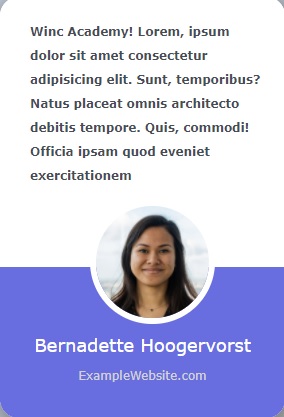 Winc Academy! Lorem, ipsum
dolor sit amet consectetur
adipisicing elit. Sunt, temporibus?
Natus placeat omnis architecto
debitis tempore. Quis, commodi!
Officia ipsam quod eveniet
exercitationem
Bernadette Hoogervorst
ExampleWebsite.com